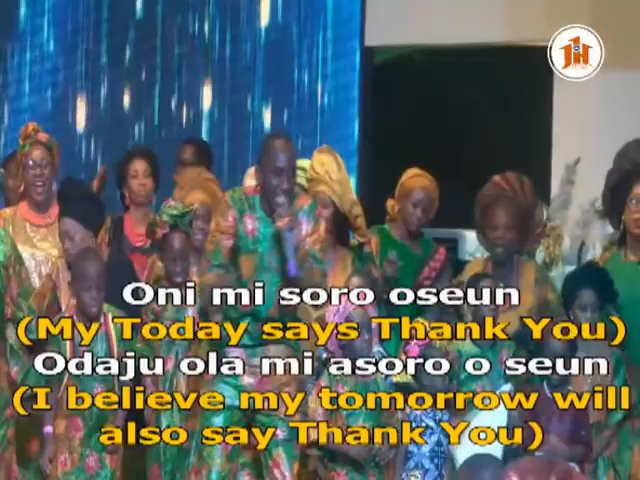 Oni mi soro oseun
(My Today says Thank You)
Odaju ola mi asoro o seun
(I believe my tomorrow will
also say Thank You)